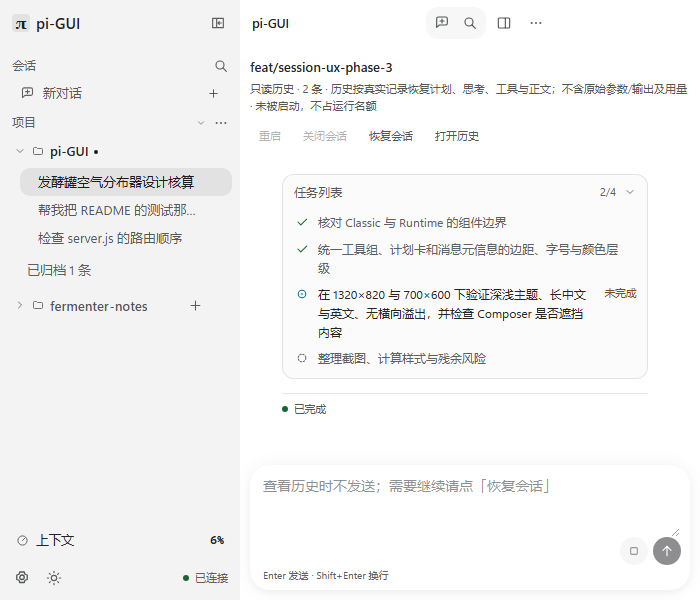 π pi-GUI
会话
新对话
项目
pi-GUI
发酵罐空气分布器设计核算
帮我把 README 的测试那...
检查 server.js 的路由顺序
已归档 1 条
fermenter-notes
上下文 6%
已连接
pi-GUI
feat/session-ux-phase-3
只读历史 · 2 条 · 历史按真实记录恢复计划、思考、工具与正文；不含原始参数/输出及用量
· 未被启动，不占运行名额
重启 关闭会话 恢复会话 打开历史
任务列表 2/4
核对 Classic 与 Runtime 的组件边界
统一工具组、计划卡和消息元信息的边距、字号与颜色层
级
在 1320×820 与 700×600 下验证深浅主题、长中文 未完成
与英文、无横向溢出，并检查 Composer 是否遮挡
内容
整理截图、计算样式与残余风险
已完成
查看历史时不发送；需要继续请点「恢复会话」
Enter 发送 · Shift+Enter 换行